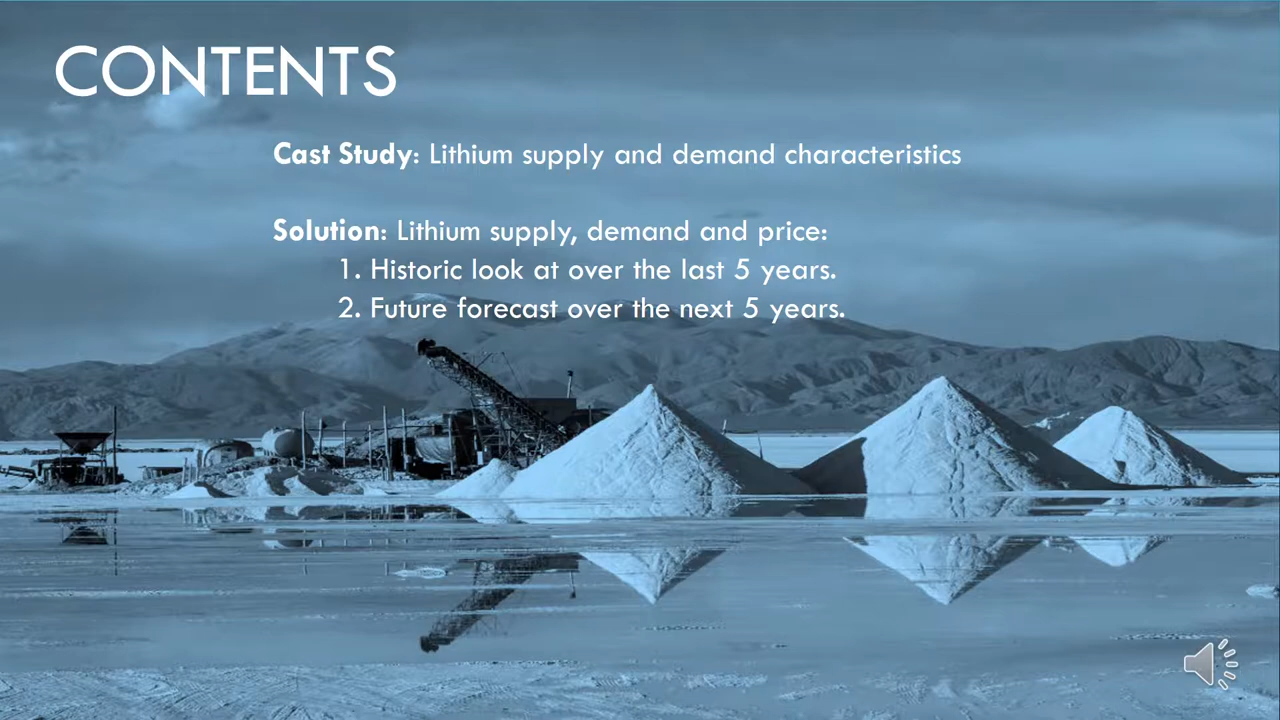 CONTENTS
Cast Study: Lithium supply and demand characteristics
Solution: Lithium supply, demand and price:
1. Historic look at over the last 5 years.
2. Future forecast over the next 5 years.